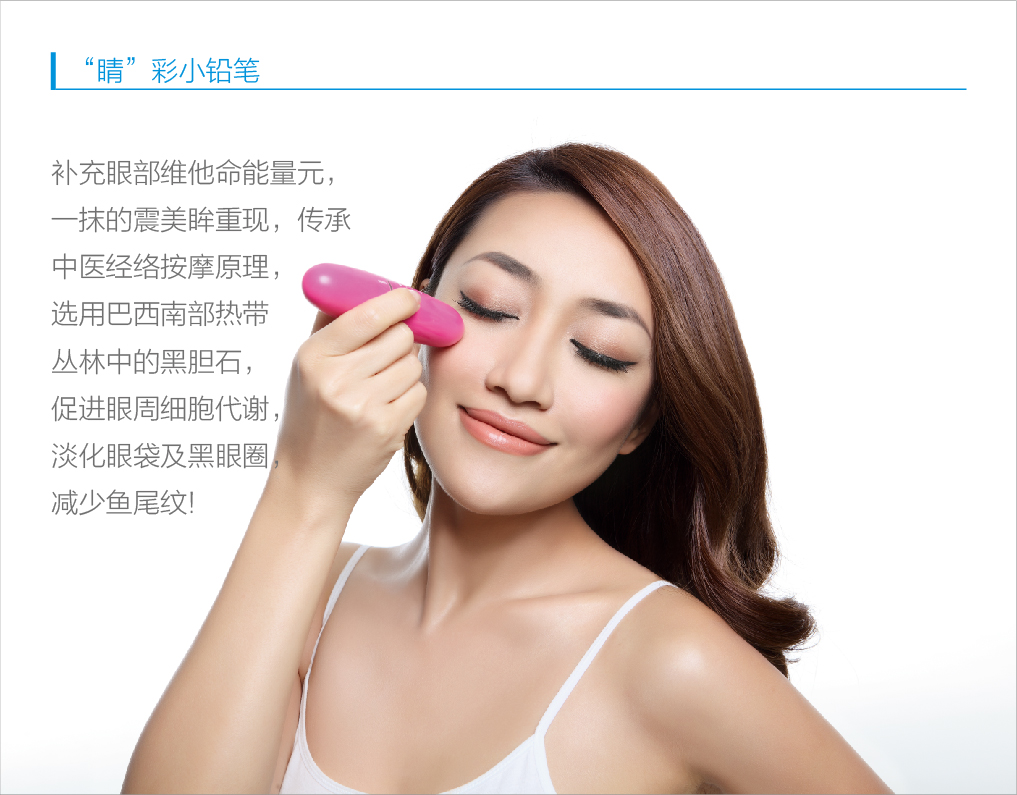 “睛”彩小铅笔
补充眼部维他命能量元，
一抹的震美眸重现，传承
中医经络按摩原理，
选用巴西南部热带
丛林中的黑胆石，
促进眼周细胞代谢，
淡化眼袋及黑眼圈，
减少鱼尾纹!